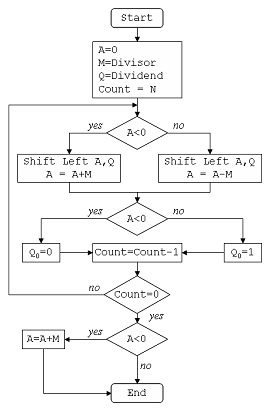 Start
A=0
M=Divisor
Q=Dividend
Count = N
A<0
yes
no
Shift Left A,Q
A = A+M
Shift Left A,Q
A = A-M
A<0
yes
no
Q₀=0
Count=Count-1
Q₀=1
Count=0
no
yes
A<0
yes
A=A+M
no
End